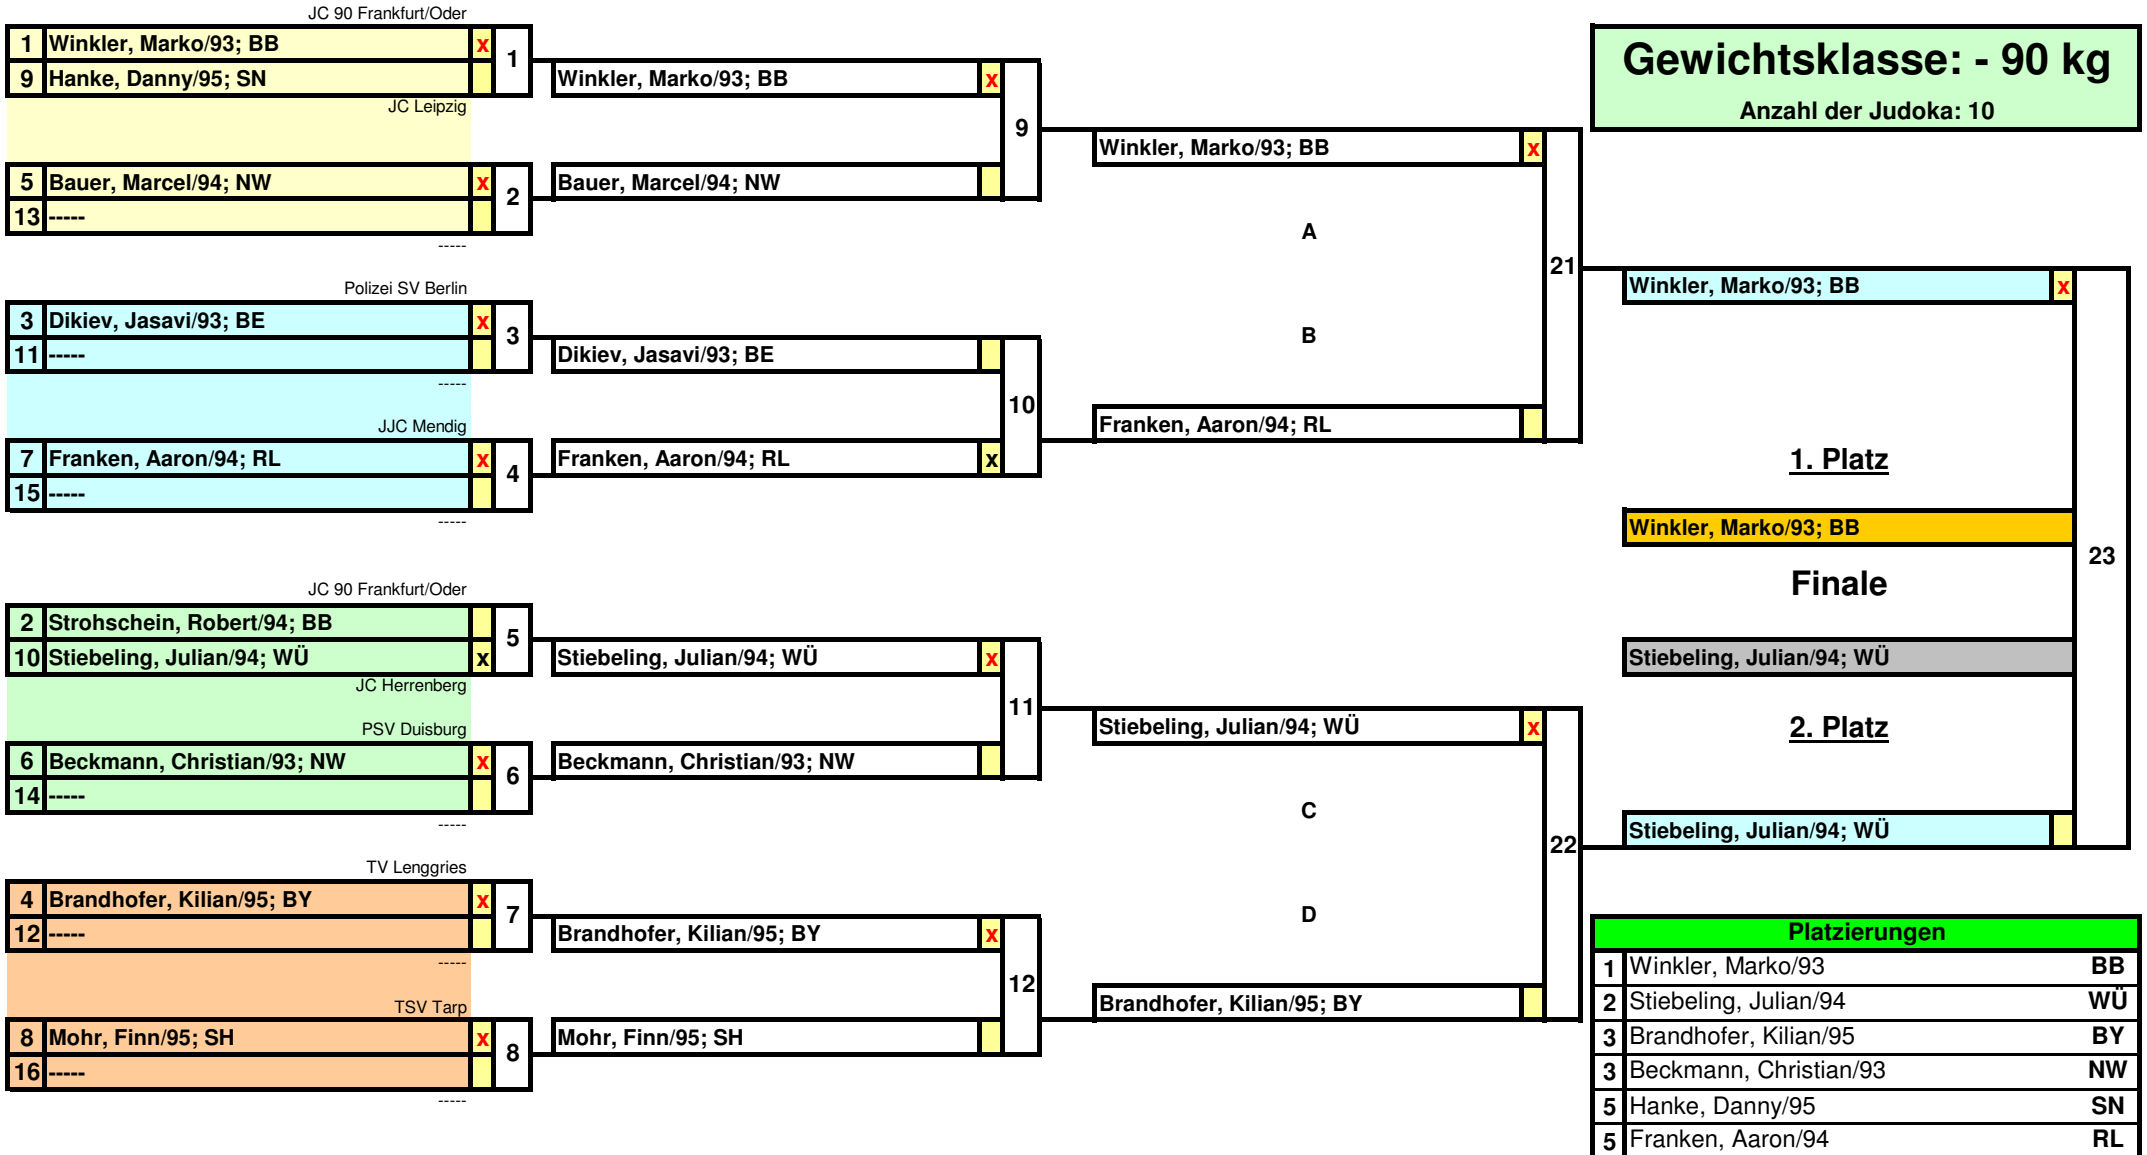 JC 90 Frankfurt/Oder
1 Winkler, Marko/93; BB x
1
9 Hanke, Danny/95; SN
JC Leipzig
5 Bauer, Marcel/94; NW x
2
13 -----
-----
Polizei SV Berlin
3 Dikiev, Jasavi/93; BE x
3
11 -----
-----
JJC Mendig
7 Franken, Aaron/94; RL x
4
15 -----
-----
JC 90 Frankfurt/Oder
2 Strohschein, Robert/94; BB
5
10 Stiebeling, Julian/94; WÜ x
JC Herrenberg
PSV Duisburg
6 Beckmann, Christian/93; NW x
6
14 -----
-----
TV Lenggries
4 Brandhofer, Kilian/95; BY x
7
12 -----
-----
TSV Tarp
8 Mohr, Finn/95; SH x
8
16 -----
-----
Winkler, Marko/93; BB x
9
Bauer, Marcel/94; NW
Dikiev, Jasavi/93; BE
10
Franken, Aaron/94; RL x
Stiebeling, Julian/94; WÜ x
11
Beckmann, Christian/93; NW
Brandhofer, Kilian/95; BY x
12
Mohr, Finn/95; SH
Winkler, Marko/93; BB x
A
21
B
Franken, Aaron/94; RL
Stiebeling, Julian/94; WÜ x
C
22
D
Brandhofer, Kilian/95; BY
Gewichtsklasse: - 90 kg
Anzahl der Judoka: 10
Winkler, Marko/93; BB x
1. Platz
Winkler, Marko/93; BB
23
Finale
Stiebeling, Julian/94; WÜ
2. Platz
Stiebeling, Julian/94; WÜ
Platzierungen
1 Winkler, Marko/93 BB
2 Stiebeling, Julian/94 WÜ
3 Brandhofer, Kilian/95 BY
3 Beckmann, Christian/93 NW
5 Hanke, Danny/95 SN
5 Franken, Aaron/94 RL